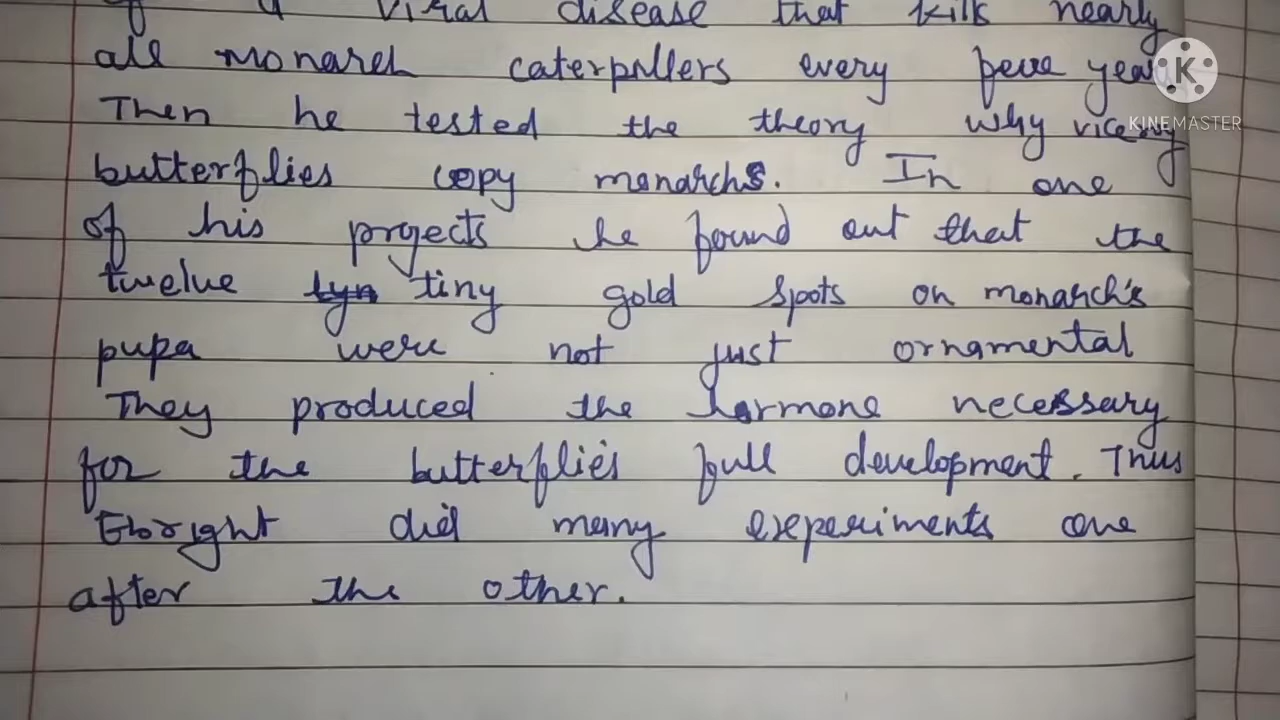 of a viral disease that kills nearly
all monarch caterpillers every few year
Then he tested the theory why viceroy
butterflies copy monarchs. In one
of his projects he found out that the
twelve tiny gold spots on monarch's
pupa were not just ornamental
They produced the hormone necessary
for the butterflies full development. Thus
Ebright did many experiments one
after the other.
K
KINEMASTER